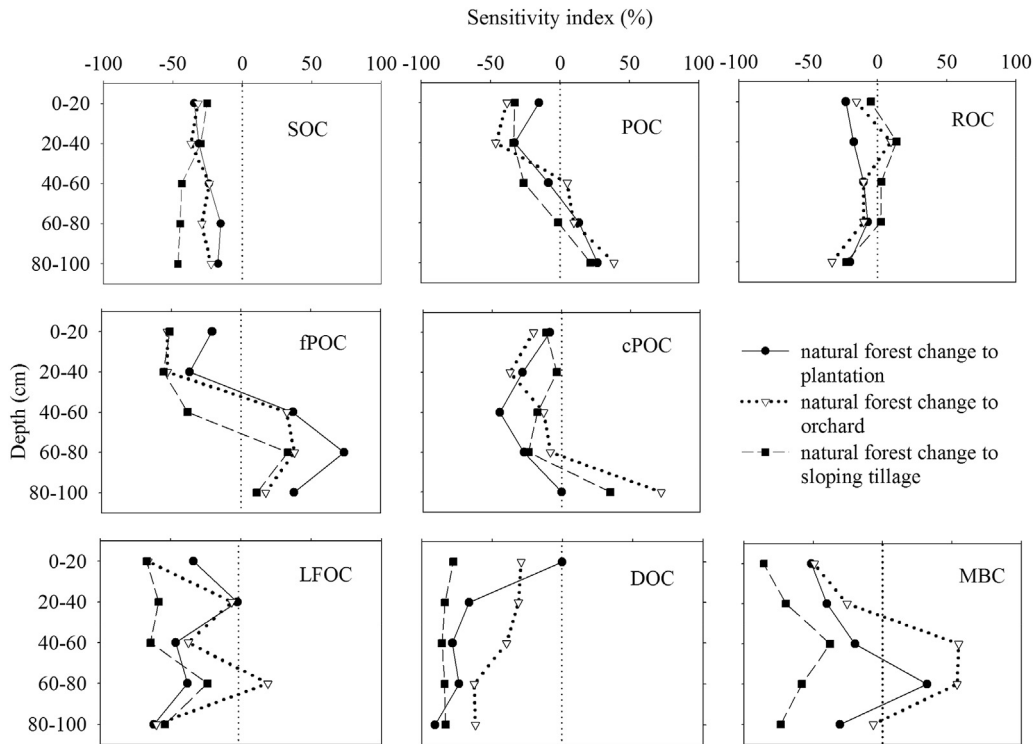 Sensitivity index (%)
-100 -50 0 50 100 -100 -50 0 50 100 -100 -50 0 50 100
0-20
20-40
40-60
60-80
80-100
SOC
POC
ROC
0-20
20-40
40-60
60-80
80-100
fPOC
cPOC
Depth (cm)
natural forest change to
plantation
natural forest change to
orchard
natural forest change to
sloping tillage
0-20
20-40
40-60
60-80
80-100
LFOC
DOC
MBC